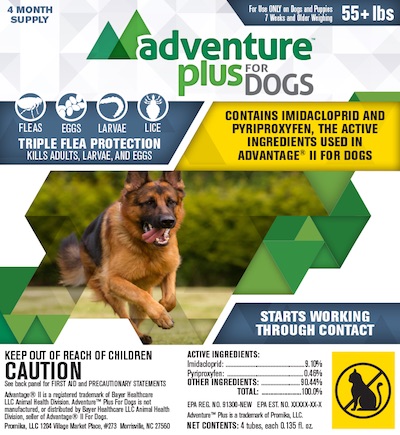 4 MONTH
SUPPLY
For Use ONLY on Dogs and Puppies
7 Weeks and Older Weighing
55+ lbs
adventure™
plus FOR
DOGS
FLEAS
EGGS
LARVAE
LICE
TRIPLE FLEA PROTECTION
KILLS ADULTS, LARVAE, AND EGGS
CONTAINS IMIDACLOPRID AND
PYRIPROXYFEN, THE ACTIVE
INGREDIENTS USED IN
ADVANTAGE® II FOR DOGS
STARTS WORKING
THROUGH CONTACT
KEEP OUT OF REACH OF CHILDREN
CAUTION
See back panel for FIRST AID and PRECAUTIONARY STATEMENTS
Advantage® II is a registered trademark of Bayer Healthcare
LLC Animal Health Division. Adventure™ Plus For Dogs is not
manufactured, or distributed by Bayer Healthcare LLC Animal Health
Division, seller of Advantage® II For Dogs.
Promika, LLC 1204 Village Market Place, #273 Morrisville, NC 27560
ACTIVE INGREDIENTS:
Imidacloprid: 9.10%
Pyriproxyfen: 0.46%
OTHER INGREDIENTS: 90.44%
TOTAL: 100.0%
EPA REG. NO. 91300-NEW EPA EST. NO. XXXXX-XX-X
Adventure™ Plus is a trademark of Promika, LLC.
NET CONTENTS: 4 tubes, each 0.135 fl. oz.